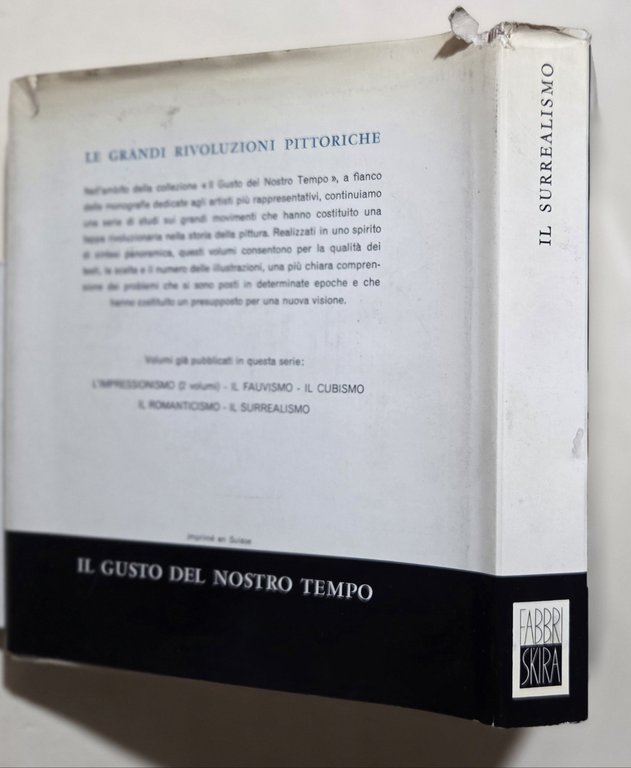 LE GRANDI RIVOLUZIONI PITTORICHE
Nell'ambito della collezione « Il Gusto del Nostro Tempo », a fianco
delle monografie dedicate agli artisti più rappresentativi, continuiamo
una serie di studi sui grandi movimenti che hanno costituito una
tappa rivoluzionaria nella storia della pittura. Realizzati in uno spirito
di sintesi panoramica, questi volumi consentono per la qualità dei
testi, la scelta e il numero delle illustrazioni, una più chiara compren-
sione dei problemi che si sono posti in determinate epoche e che
hanno costituito un presupposto per una nuova visione.
Volumi già pubblicati in questa serie:
L'IMPRESSIONISMO (2 volumi) - IL FAUVISMO - IL CUBISMO
IL ROMANTICISMO - IL SURREALISMO
Imprimé en Suisse
IL GUSTO DEL NOSTRO TEMPO
IL SURREALISMO
FABBRI
SKIRA